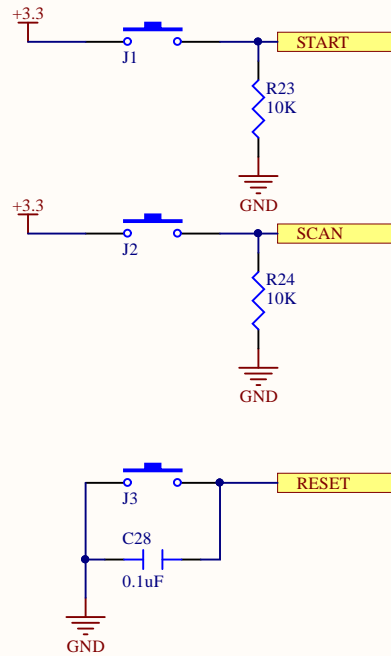 +3.3
J1
START
R23
10K
GND
+3.3
J2
SCAN
R24
10K
GND
J3
RESET
C28
0.1uF
GND